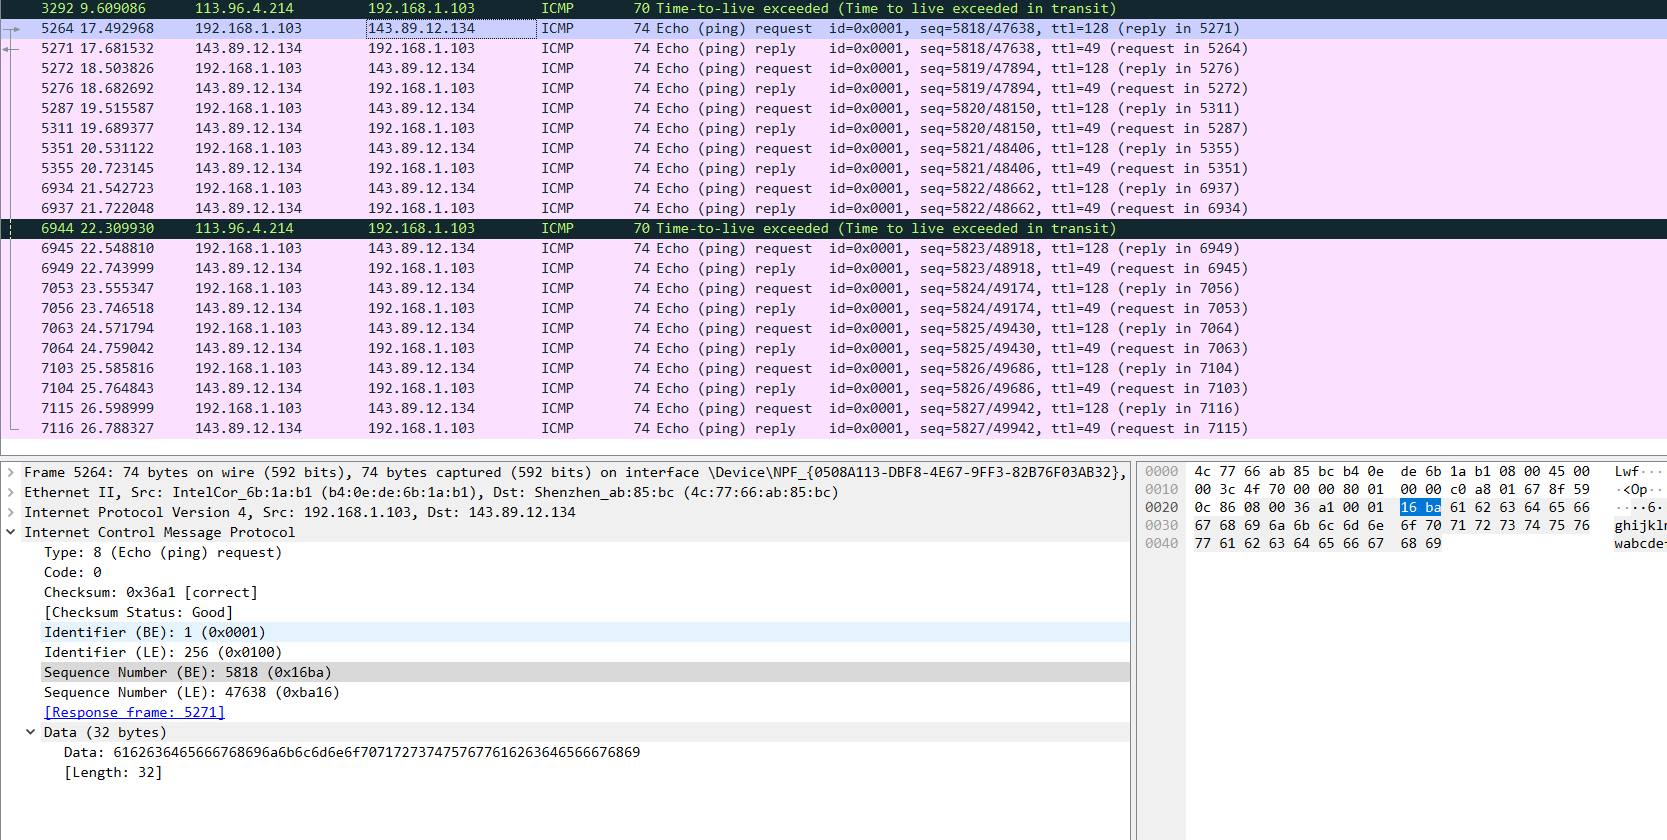 3292 9.609086 113.96.4.214 192.168.1.103 ICMP 70 Time-to-live exceeded (Time to live exceeded in transit)
5264 17.492968 192.168.1.103 143.89.12.134 ICMP 74 Echo (ping) request id=0x0001, seq=5818/47638, ttl=128 (reply in 5271)
5271 17.681532 143.89.12.134 192.168.1.103 ICMP 74 Echo (ping) reply id=0x0001, seq=5818/47638, ttl=49 (request in 5264)
5272 18.503826 192.168.1.103 143.89.12.134 ICMP 74 Echo (ping) request id=0x0001, seq=5819/47894, ttl=128 (reply in 5276)
5276 18.682692 143.89.12.134 192.168.1.103 ICMP 74 Echo (ping) reply id=0x0001, seq=5819/47894, ttl=49 (request in 5272)
5287 19.515587 192.168.1.103 143.89.12.134 ICMP 74 Echo (ping) request id=0x0001, seq=5820/48150, ttl=128 (reply in 5311)
5311 19.689377 143.89.12.134 192.168.1.103 ICMP 74 Echo (ping) reply id=0x0001, seq=5820/48150, ttl=49 (request in 5287)
5351 20.531122 192.168.1.103 143.89.12.134 ICMP 74 Echo (ping) request id=0x0001, seq=5821/48406, ttl=128 (reply in 5355)
5355 20.723145 143.89.12.134 192.168.1.103 ICMP 74 Echo (ping) reply id=0x0001, seq=5821/48406, ttl=49 (request in 5351)
6934 21.542723 192.168.1.103 143.89.12.134 ICMP 74 Echo (ping) request id=0x0001, seq=5822/48662, ttl=128 (reply in 6937)
6937 21.722048 143.89.12.134 192.168.1.103 ICMP 74 Echo (ping) reply id=0x0001, seq=5822/48662, ttl=49 (request in 6934)
6944 22.309930 113.96.4.214 192.168.1.103 ICMP 70 Time-to-live exceeded (Time to live exceeded in transit)
6945 22.548810 192.168.1.103 143.89.12.134 ICMP 74 Echo (ping) request id=0x0001, seq=5823/48918, ttl=128 (reply in 6949)
6949 22.743999 143.89.12.134 192.168.1.103 ICMP 74 Echo (ping) reply id=0x0001, seq=5823/48918, ttl=49 (request in 6945)
7053 23.555347 192.168.1.103 143.89.12.134 ICMP 74 Echo (ping) request id=0x0001, seq=5824/49174, ttl=128 (reply in 7056)
7056 23.746518 143.89.12.134 192.168.1.103 ICMP 74 Echo (ping) reply id=0x0001, seq=5824/49174, ttl=49 (request in 7053)
7063 24.571794 192.168.1.103 143.89.12.134 ICMP 74 Echo (ping) request id=0x0001, seq=5825/49430, ttl=128 (reply in 7064)
7064 24.759042 143.89.12.134 192.168.1.103 ICMP 74 Echo (ping) reply id=0x0001, seq=5825/49430, ttl=49 (request in 7063)
7103 25.585816 192.168.1.103 143.89.12.134 ICMP 74 Echo (ping) request id=0x0001, seq=5826/49686, ttl=128 (reply in 7104)
7104 25.764843 143.89.12.134 192.168.1.103 ICMP 74 Echo (ping) reply id=0x0001, seq=5826/49686, ttl=49 (request in 7103)
7115 26.598999 192.168.1.103 143.89.12.134 ICMP 74 Echo (ping) request id=0x0001, seq=5827/49942, ttl=128 (reply in 7116)
7116 26.788327 143.89.12.134 192.168.1.103 ICMP 74 Echo (ping) reply id=0x0001, seq=5827/49942, ttl=49 (request in 7115)
Frame 5264: 74 bytes on wire (592 bits), 74 bytes captured (592 bits) on interface \Device\NPF_{0508A113-DBF8-4E67-9FF3-82B76F03AB32},
Ethernet II, Src: IntelCor_6b:1a:b1 (b4:0e:de:6b:1a:b1), Dst: Shenzhen_ab:85:bc (4c:77:66:ab:85:bc)
Internet Protocol Version 4, Src: 192.168.1.103, Dst: 143.89.12.134
Internet Control Message Protocol
Type: 8 (Echo (ping) request)
Code: 0
Checksum: 0x36a1 [correct]
[Checksum Status: Good]
Identifier (BE): 1 (0x0001)
Identifier (LE): 256 (0x0100)
Sequence Number (BE): 5818 (0x16ba)
Sequence Number (LE): 47638 (0xba16)
[Response frame: 5271]
Data (32 bytes)
Data: 6162636465666768696a6b6c6d6e6f7071727374757677616263646566676869
[Length: 32]
0000 4c 77 66 ab 85 bc b4 0e de 6b 1a b1 08 00 45 00 Lwf···
0010 00 3c 4f 70 00 00 80 01 00 00 c0 a8 01 67 8f 59 ·<Op··
0020 0c 86 08 00 36 a1 00 01 16 ba 61 62 63 64 65 66 ····6·
0030 67 68 69 6a 6b 6c 6d 6e 6f 70 71 72 73 74 75 76 ghijkl
0040 77 61 62 63 64 65 66 67 68 69 wabcde